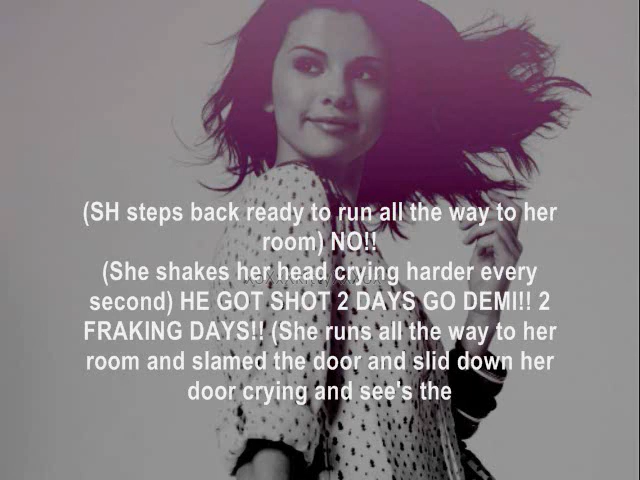 (SH steps back ready to run all the way to her
room) NO!!
(She shakes her head crying harder every
second) HE GOT SHOT 2 DAYS GO DEMI!! 2
FRAKING DAYS!! (She runs all the way to her
room and slamed the door and slid down her
door crying and see's the